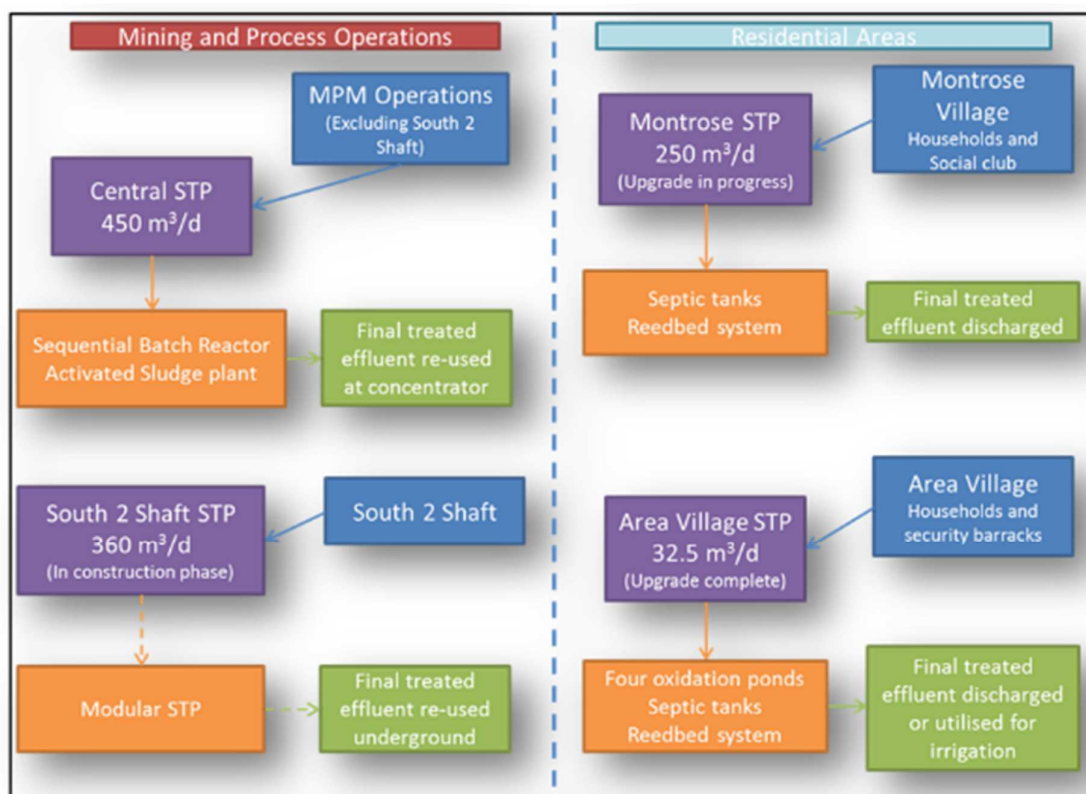 Mining and Process Operations
MPM Operations
(Excluding South 2
Shaft)
Central STP
450 m³/d
Sequential Batch Reactor
Activated Sludge plant
Final treated
effluent re-used
at concentrator
South 2 Shaft STP
360 m³/d
(In construction phase)
South 2 Shaft
Modular STP
Final treated
effluent re-used
underground
Residential Areas
Montrose STP
250 m³/d
(Upgrade in progress)
Montrose
Village
Households and
Social club
Septic tanks
Reedbed system
Final treated
effluent discharged
Area Village STP
32.5 m³/d
(Upgrade complete)
Area Village
Households and
security barracks
Four oxidation ponds
Septic tanks
Reedbed system
Final treated
effluent discharged
or utilised for
irrigation